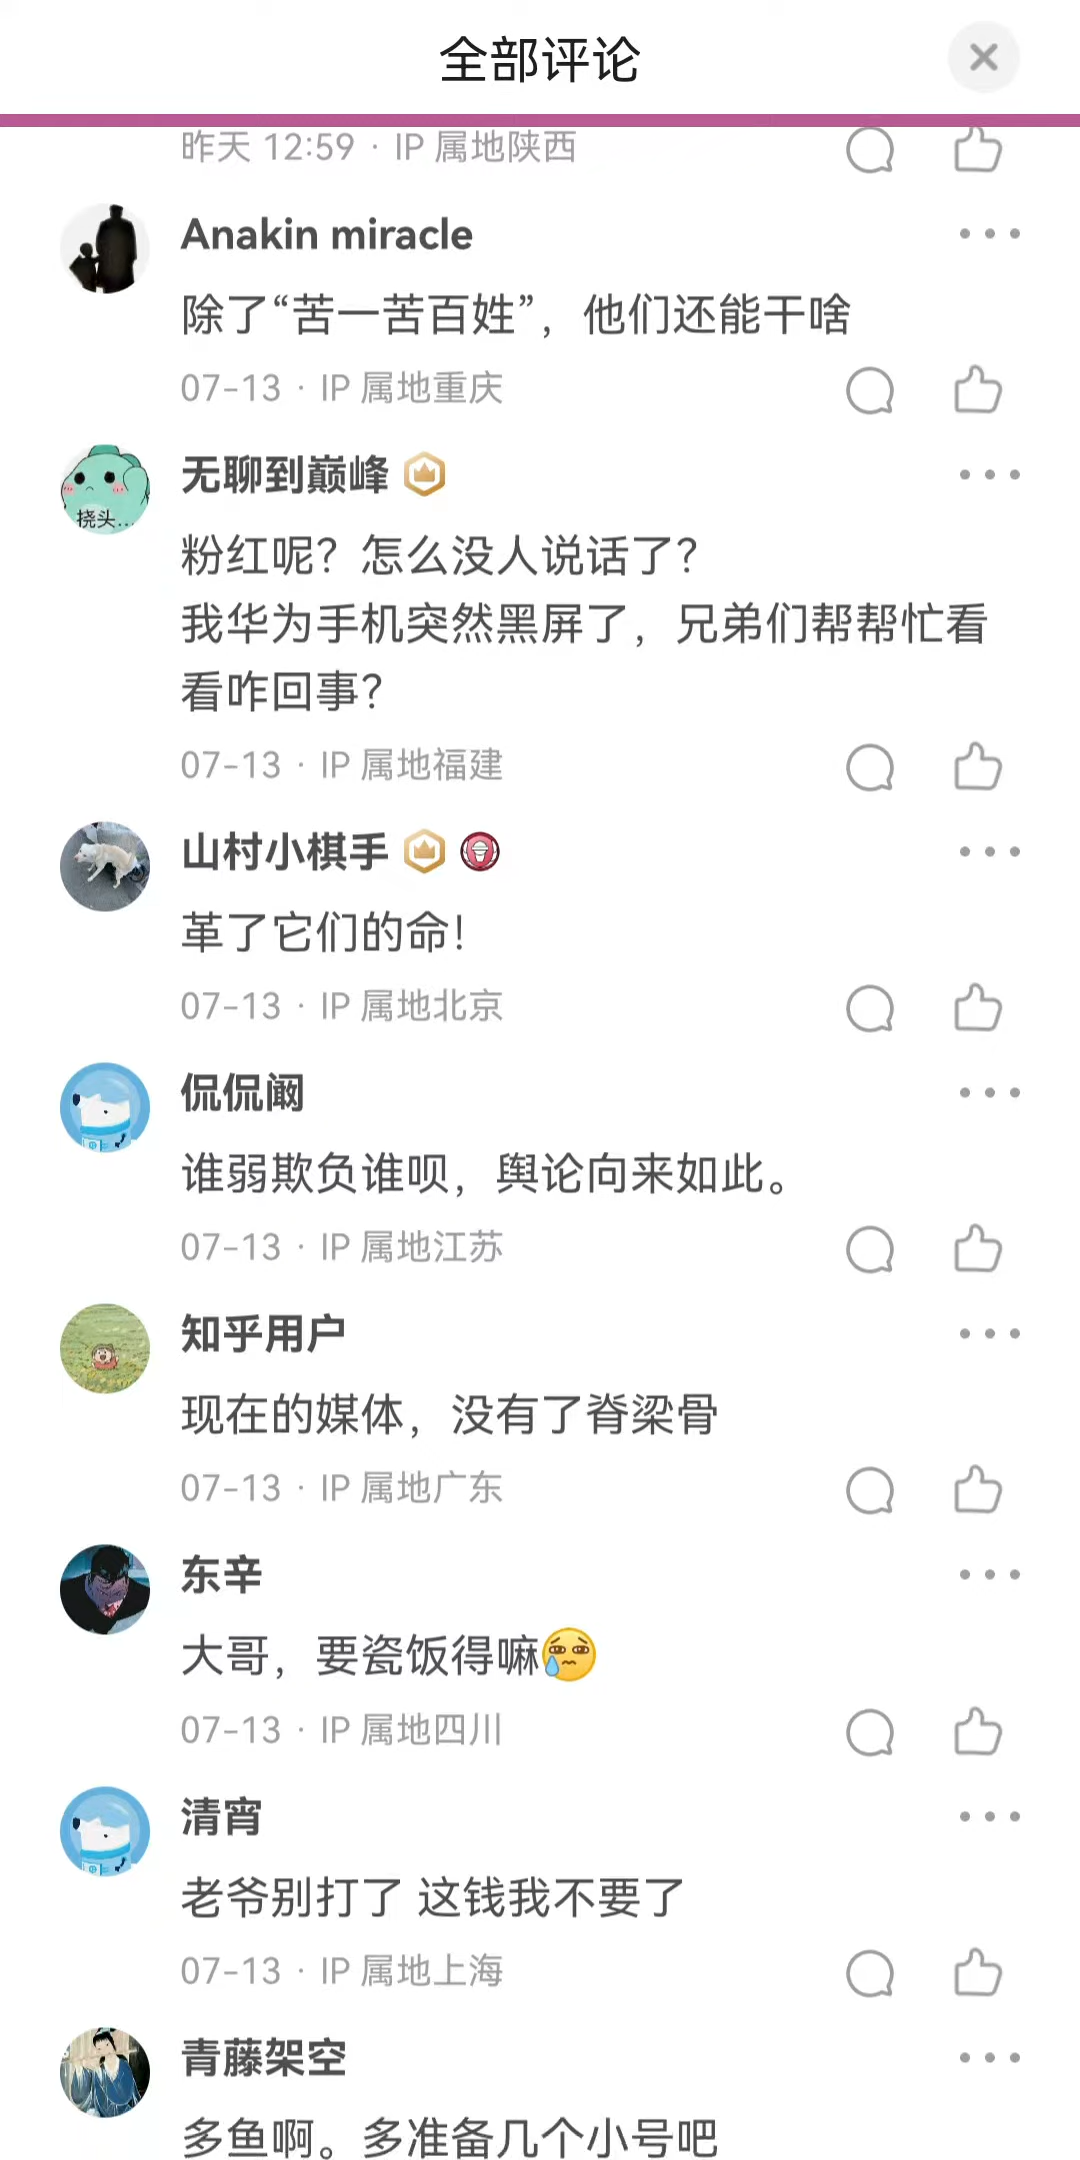 全部评论
昨天 12:59 · IP 属地陕西
Anakin miracle
除了“苦一苦百姓”，他们还能干啥
07-13 · IP 属地重庆
挠头...
无聊到巅峰
粉红呢？怎么没人说话了？
我华为手机突然黑屏了，兄弟们帮帮忙看
看咋回事？
07-13 · IP 属地福建
山村小棋手
革了它们的命！
07-13 · IP 属地北京
侃侃阚
谁弱欺负谁呗，舆论向来如此。
07-13 · IP 属地江苏
知乎用户
现在的媒体，没有了脊梁骨
07-13 · IP 属地广东
东辛
大哥，要瓷饭得嘛😥
07-13 · IP 属地四川
清宵
老爷别打了 这钱我不要了
07-13 · IP 属地上海
青藤架空
多鱼啊。多准备几个小号吧